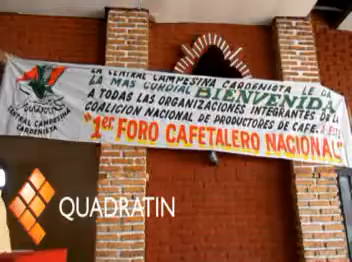 LA CENTRAL CAMPESINA CARDENISTA LE DA
LA MAS CORDIAL BIENVENIDA
A TODAS LAS ORGANIZACIONES INTEGRANTES DE LA
COALICION NACIONAL DE PRODUCTORES DE CAFE.
"1er FORO CAFETALERO NACIONAL"
CENTRAL CAMPESINA
CARDENISTA
QUADRATIN